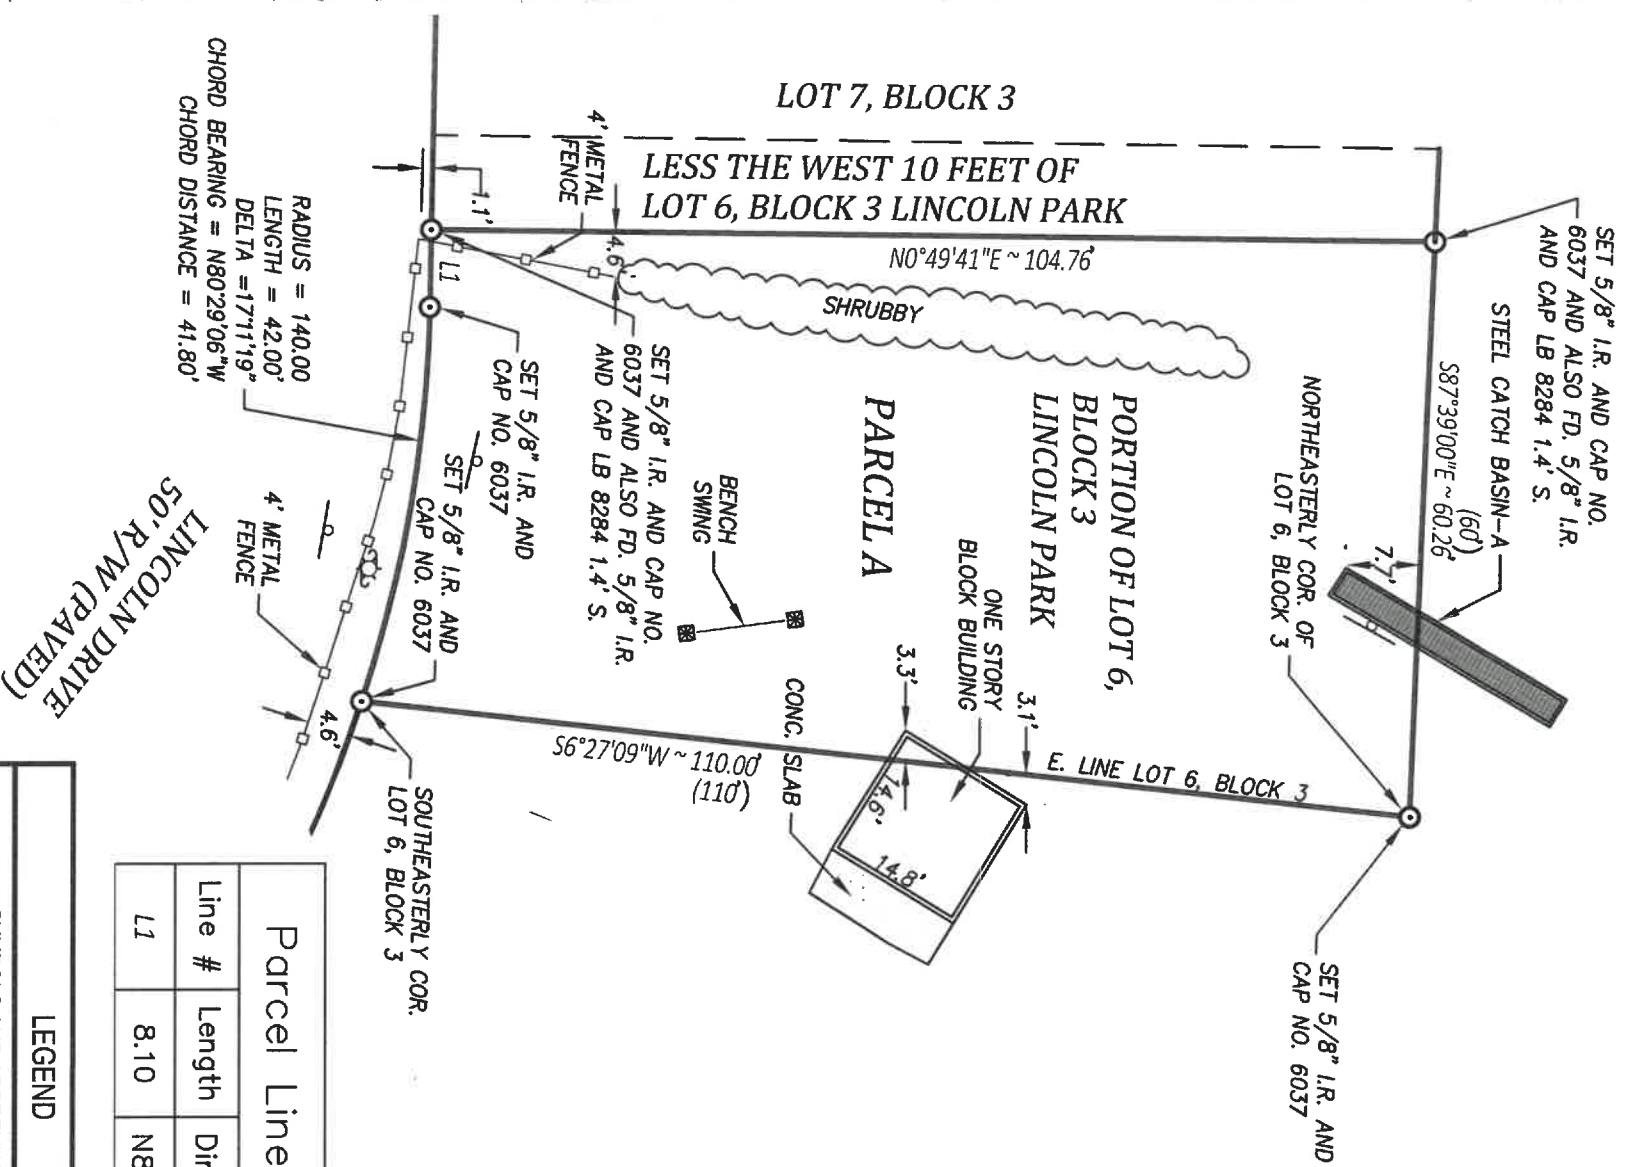 LOT 7, BLOCK 3
LESS THE WEST 10 FEET OF
LOT 6, BLOCK 3 LINCOLN PARK
N0°49'41"E ~ 104.76'
SET 5/8" I.R. AND CAP NO.
6037 AND ALSO FD. 5/8" I.R.
AND CAP LB 8284 1.4' S.
STEEL CATCH BASIN-A
(60')
S87°39'00"E ~ 60.26'
7.
NORTHEASTERLY COR. OF
LOT 6, BLOCK 3
SET 5/8" I.R. AND
CAP NO. 6037
4' METAL
FENCE
4.6'
1.1'
L1
SHRUBBY
PORTION OF LOT 6,
BLOCK 3
LINCOLN PARK
PARCEL A
SET 5/8" I.R. AND CAP NO.
6037 AND ALSO FD. 5/8" I.R.
AND CAP LB 8284 1.4' S.
SET 5/8" I.R. AND
CAP NO. 6037
SET 5/8" I.R. AND
CAP NO. 6037
BENCH
SWING
ONE STORY
BLOCK BUILDING
3.3'
3.1'
CONC. SLAB
14.6'
14.8'
E. LINE LOT 6, BLOCK 3
S6°27'09"W ~ 110.00'
(110')
RADIUS = 140.00
LENGTH = 42.00'
DELTA =17°11'19"
CHORD BEARING = N80°29'06"W
CHORD DISTANCE = 41.80'
4' METAL
FENCE
4.6'
LINCOLN DRIVE
50' R/W (PAVED)
SOUTHEASTERLY COR.
LOT 6, BLOCK 3
Parcel Line
Line # Length Dir
L1 8.10 N8
LEGEND